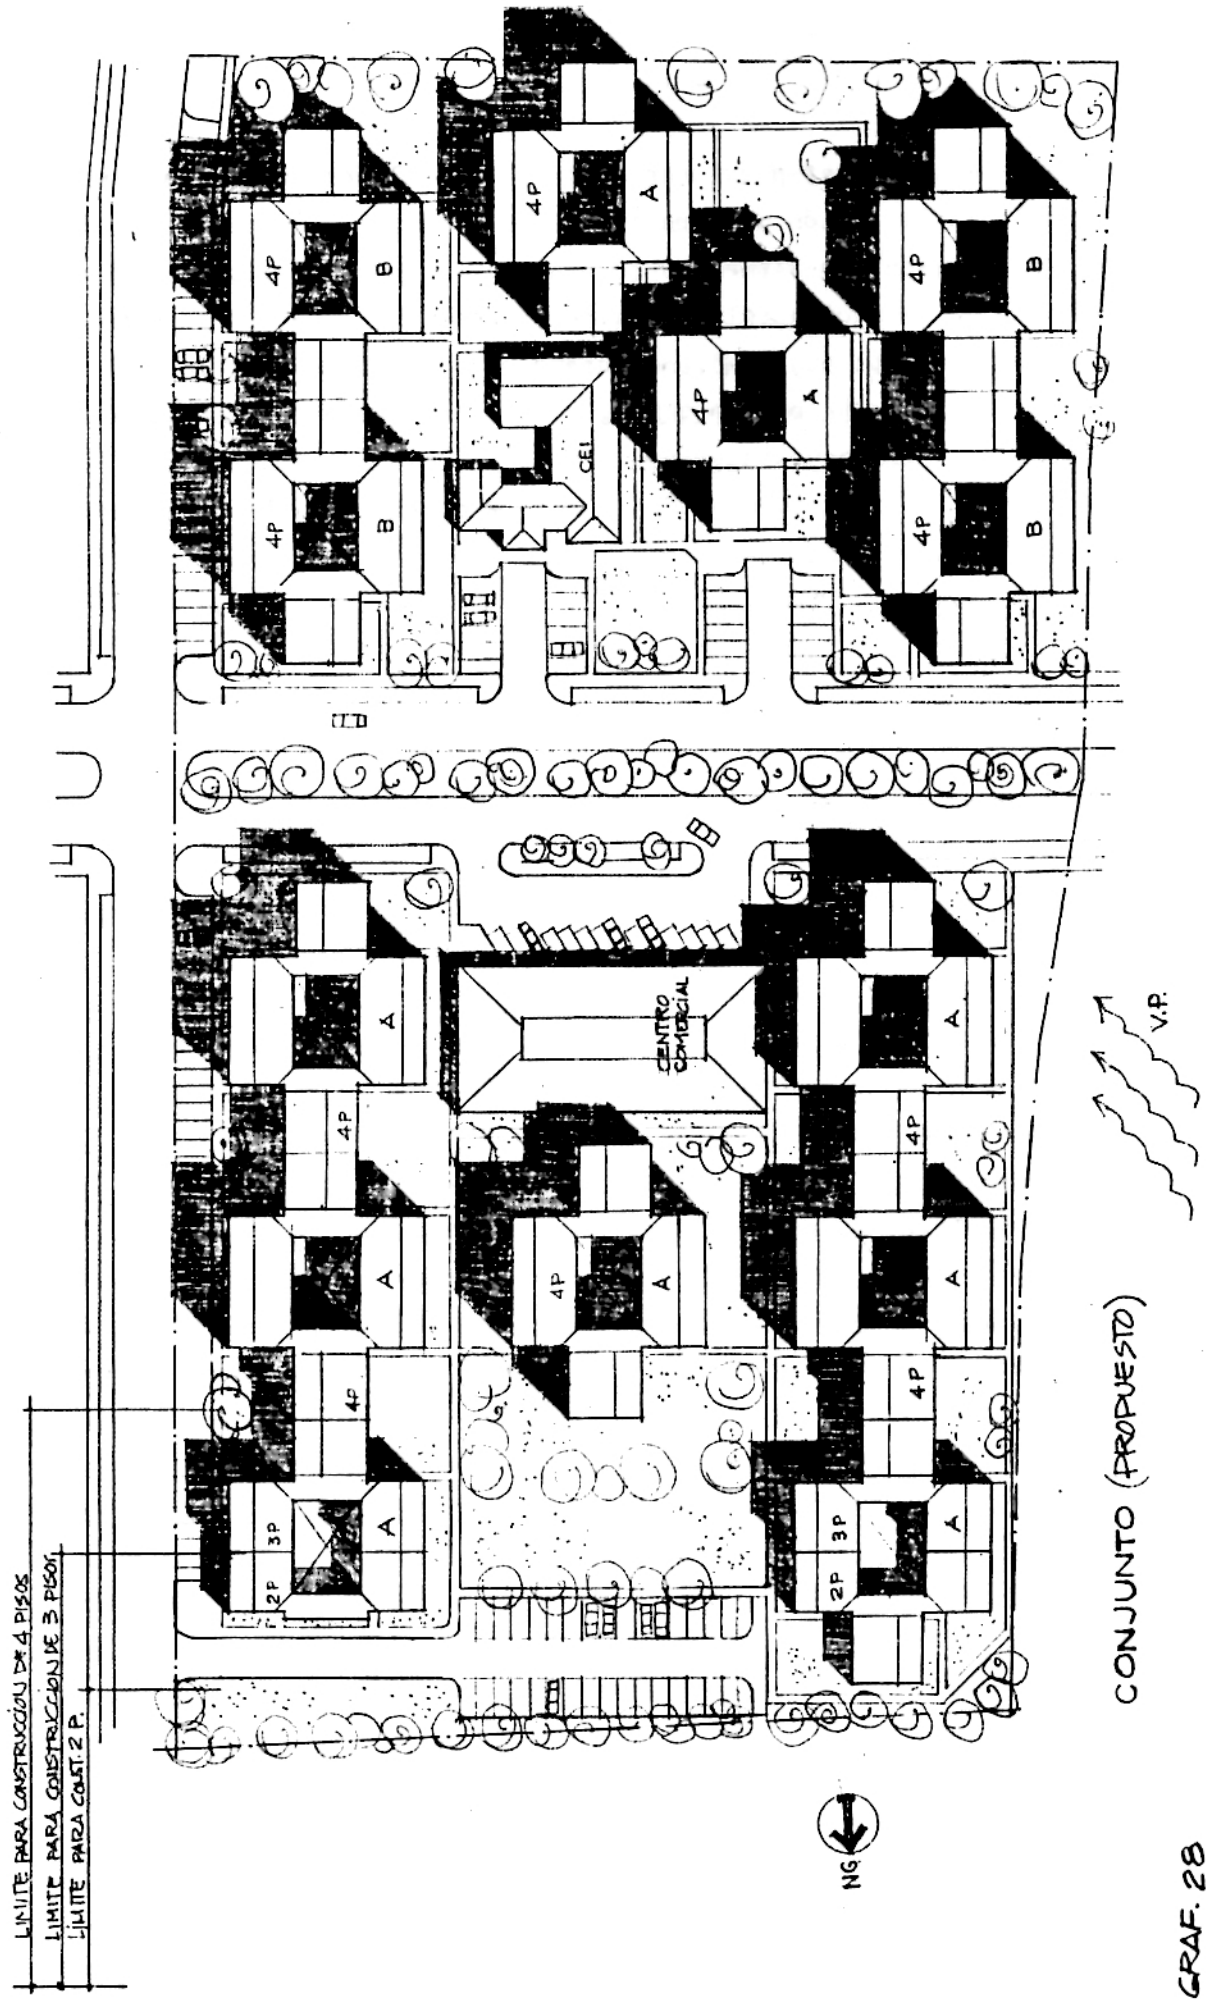 LIMITE PARA CONSTRUCCIÓN DE 4 PISOS
LIMITE PARA CONSTRUCCION DE 3 PISOS
LIMITE PARA CONST. 2 P.
4P
B
4P
A
4P
B
4P
B
CEI
4P
A
4P
B
A
4P
A
4P
3P
2P
A
CENTRO
COMERCIAL
4P
A
A
4P
A
4P
3P
2P
A
V.P.
NG
CONJUNTO (PROPUESTO)
GRAF. 28